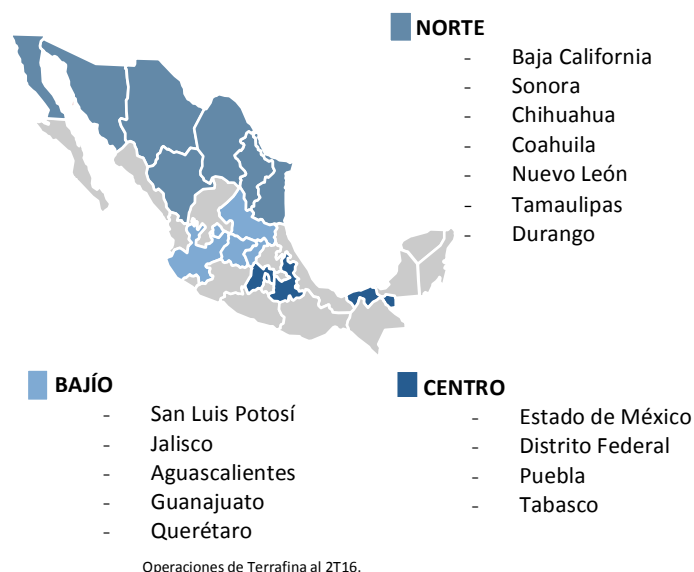 NORTE
- Baja California
- Sonora
- Chihuahua
- Coahuila
- Nuevo León
- Tamaulipas
- Durango
BAJÍO
- San Luis Potosí
- Jalisco
- Aguascalientes
- Guanajuato
- Querétaro
CENTRO
- Estado de México
- Distrito Federal
- Puebla
- Tabasco
Operaciones de Terrafina al 2T16.